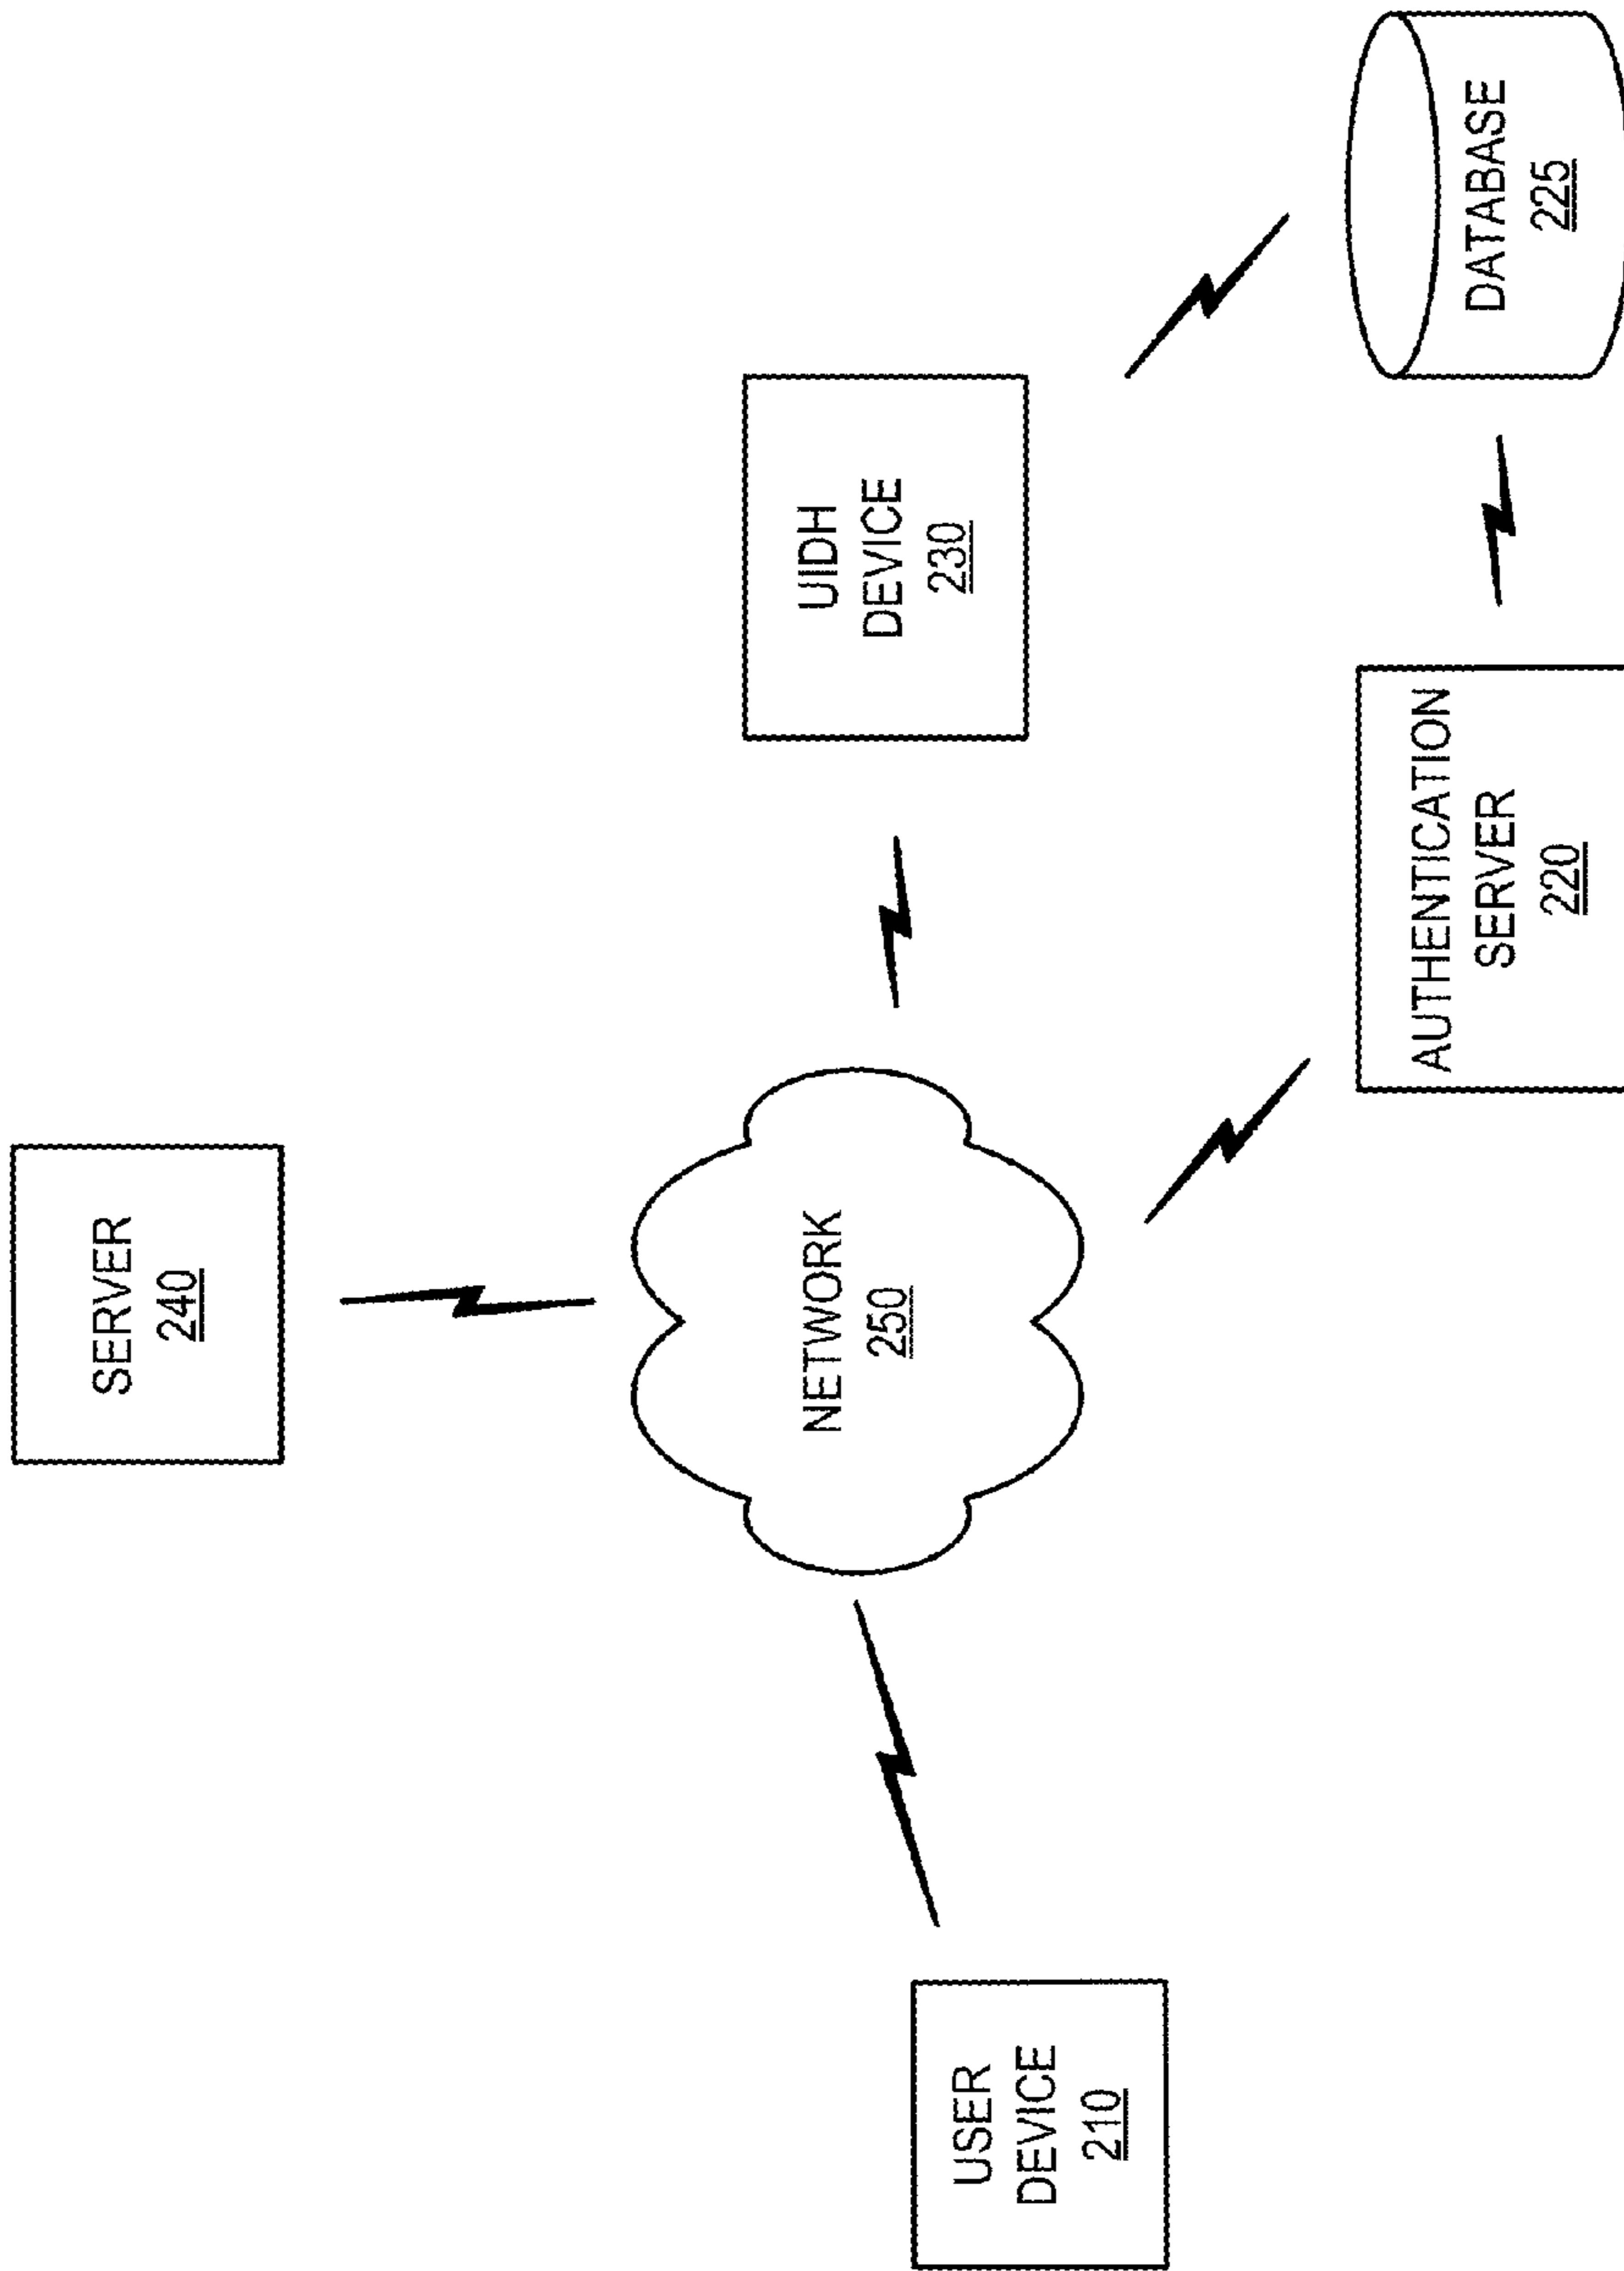 SERVER
240
NETWORK
250
UIDH
DEVICE
230
USER
DEVICE
210
AUTHENTICATION
SERVER
220
DATABASE
225